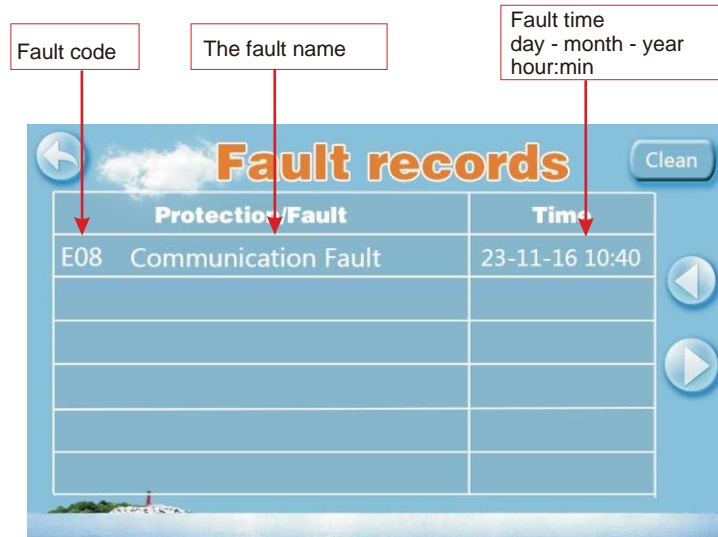 Fault code
The fault name
Fault time
day - month - year
hour:min
Fault records
Clean
Protection/Fault Time
E08 Communication Fault 23-11-16 10:40